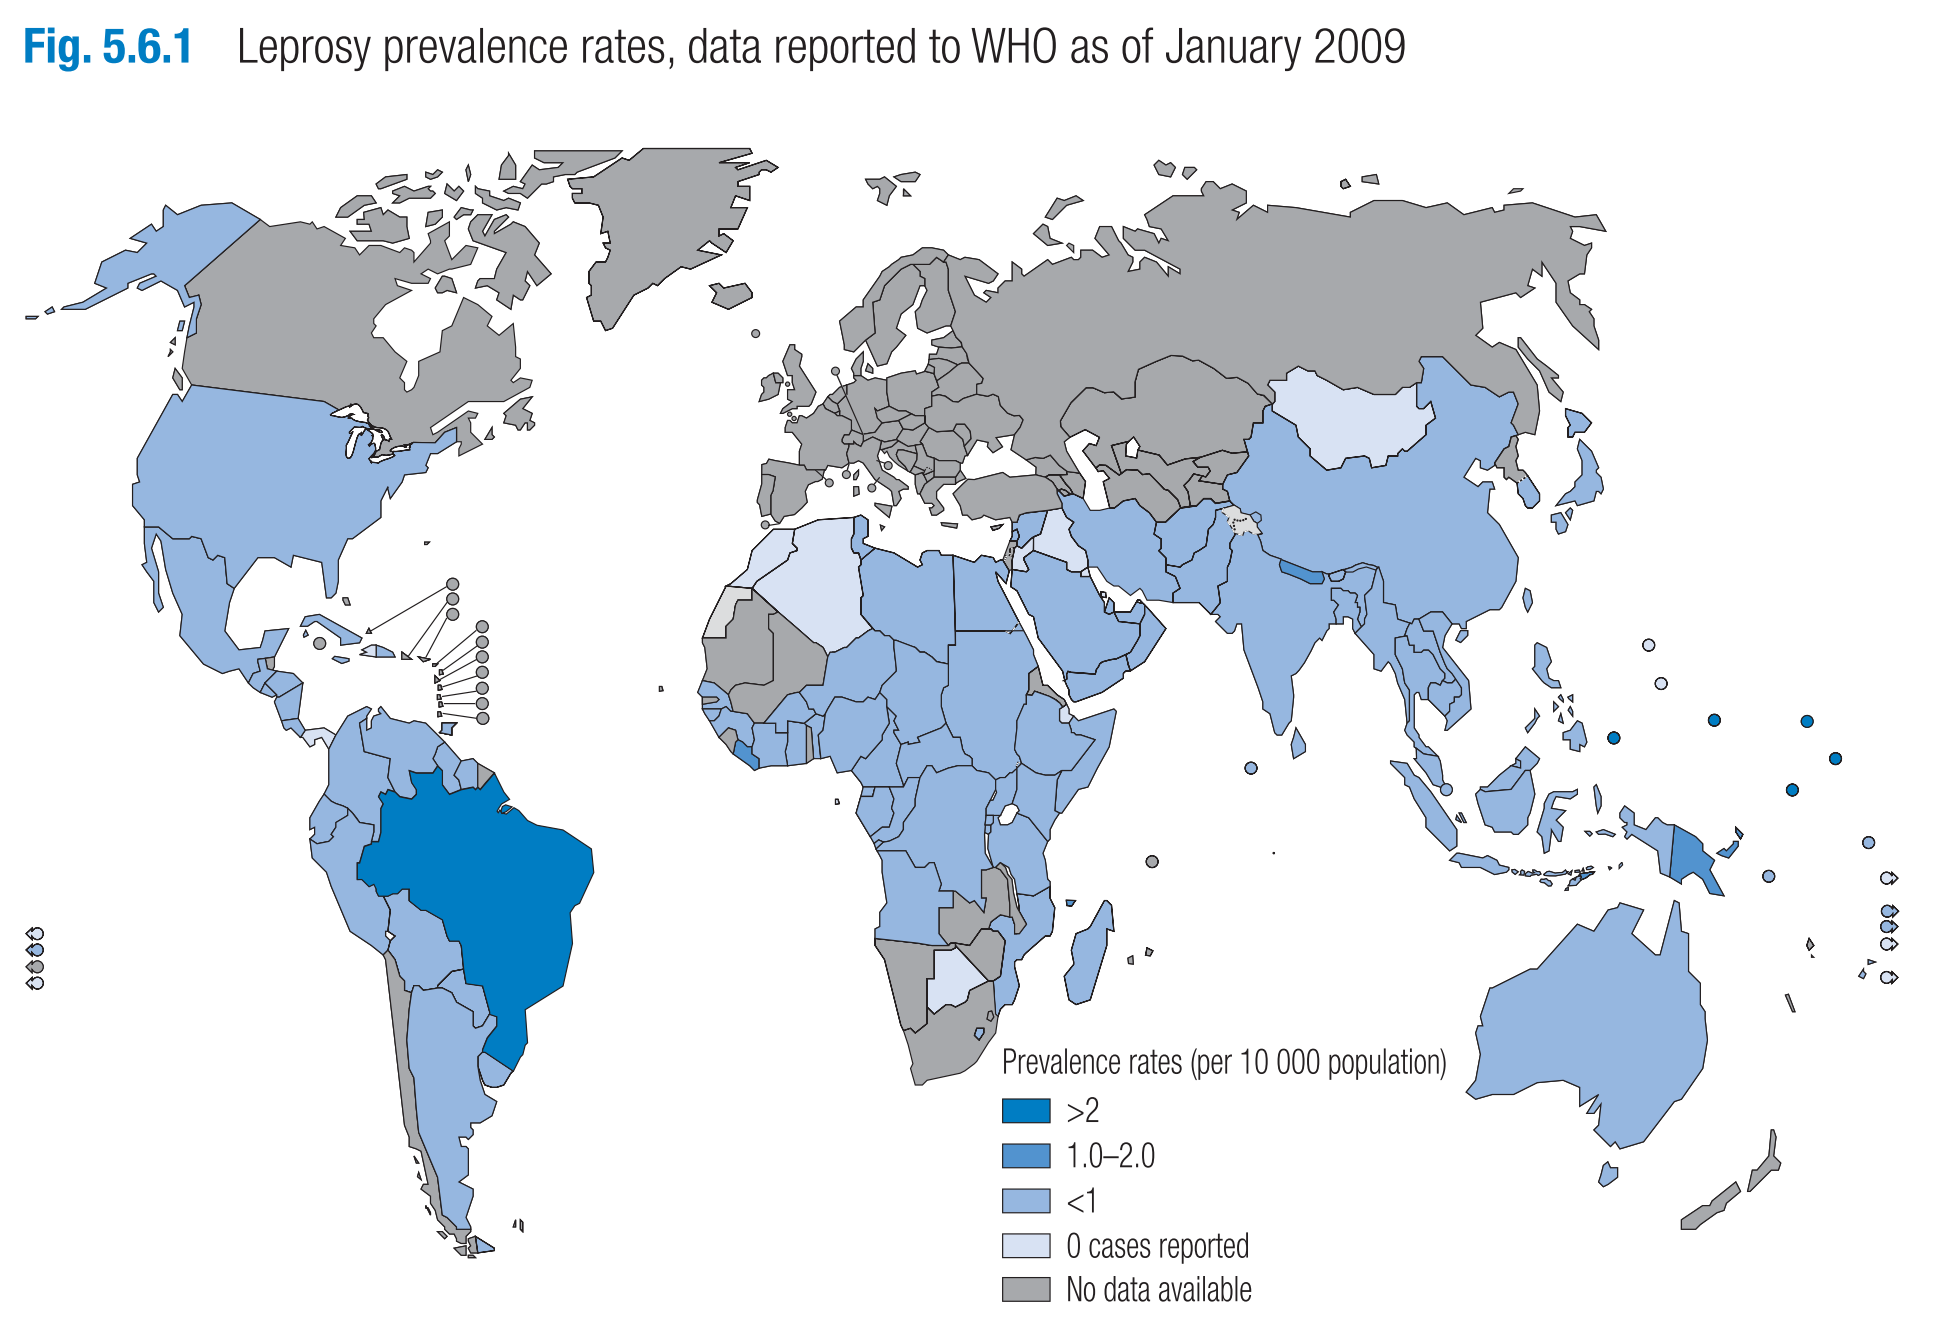 Fig. 5.6.1 Leprosy prevalence rates, data reported to WHO as of January 2009
Prevalence rates (per 10 000 population)
>2
1.0–2.0
<1
0 cases reported
No data available